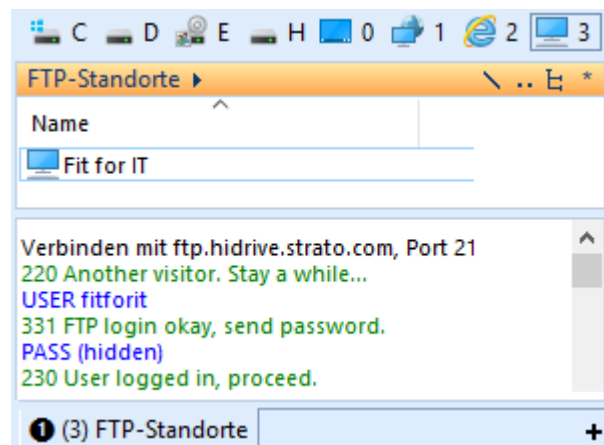 C D E H 0 1 2 3
FTP-Standorte
\ .. *
Name
Fit for IT
Verbinden mit ftp.hidrive.strato.com, Port 21
220 Another visitor. Stay a while...
USER fitforit
331 FTP login okay, send password.
PASS (hidden)
230 User logged in, proceed.
1 (3) FTP-Standorte +